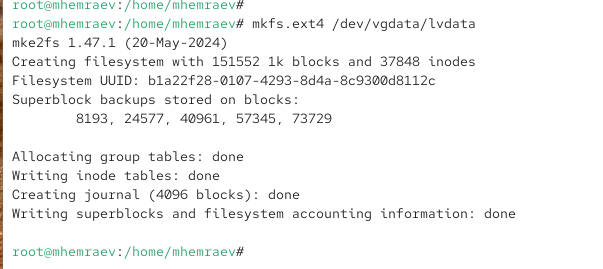 root@mhemraev:/home/mhemraev#
root@mhemraev:/home/mhemraev# mkfs.ext4 /dev/vgdata/lvdata
mke2fs 1.47.1 (20-May-2024)
Creating filesystem with 151552 1k blocks and 37848 inodes
Filesystem UUID: b1a22f28-0107-4293-8d4a-8c9300d8112c
Superblock backups stored on blocks:
        8193, 24577, 40961, 57345, 73729

Allocating group tables: done
Writing inode tables: done
Creating journal (4096 blocks): done
Writing superblocks and filesystem accounting information: done

root@mhemraev:/home/mhemraev#